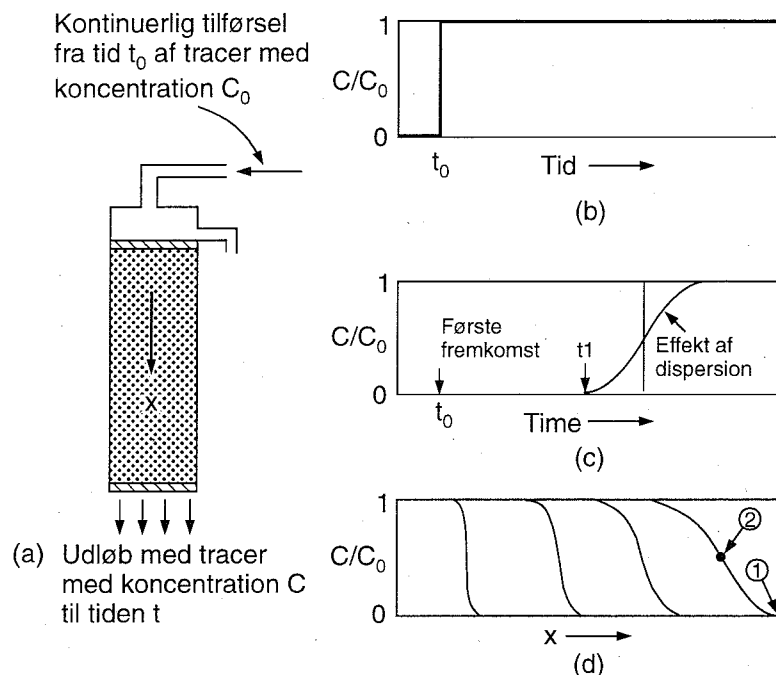 Kontinuerlig tilførsel
fra tid t₀ af tracer med
koncentration C₀
x
(a) Udløb med tracer
med koncentration C
til tiden t
1
C/C₀
0
t₀
Tid
(b)
1
C/C₀
0
Første
fremkomst
t1
Effekt af
dispersion
t₀
Time
(c)
1
C/C₀
0
②
①
x
(d)